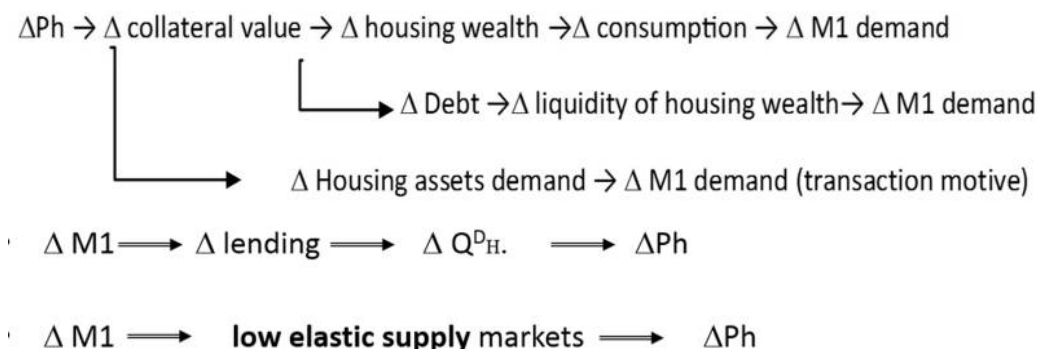 ΔPh → Δ collateral value → Δ housing wealth →Δ consumption → Δ M1 demand
Δ Debt →Δ liquidity of housing wealth→ Δ M1 demand
Δ Housing assets demand → Δ M1 demand (transaction motive)
Δ M1 ⟹ Δ lending ⟹ Δ Qᴰʜ. ⟹ ΔPh
Δ M1 ⟹ low elastic supply markets ⟹ ΔPh